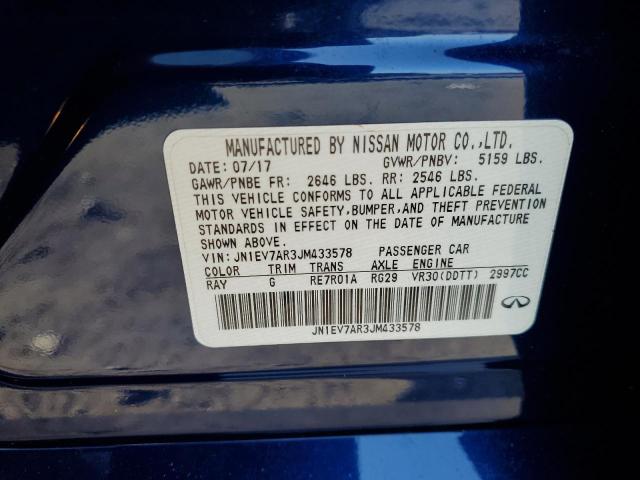 MANUFACTURED BY NISSAN MOTOR CO.,LTD.
DATE: 07/17 GVWR/PNBV: 5159 LBS.
GAWR/PNBE FR: 2646 LBS. RR: 2546 LBS.
THIS VEHICLE CONFORMS TO ALL APPLICABLE FEDERAL
MOTOR VEHICLE SAFETY,BUMPER,AND THEFT PREVENTION
STANDARDS IN EFFECT ON THE DATE OF MANUFACTURE
SHOWN ABOVE.
VIN:JN1EV7AR3JM433578 PASSENGER CAR
COLOR TRIM TRANS AXLE ENGINE
RAY G RE7R01A RG29 VR30(DDTT) 2997CC
JN1EV7AR3JM433578